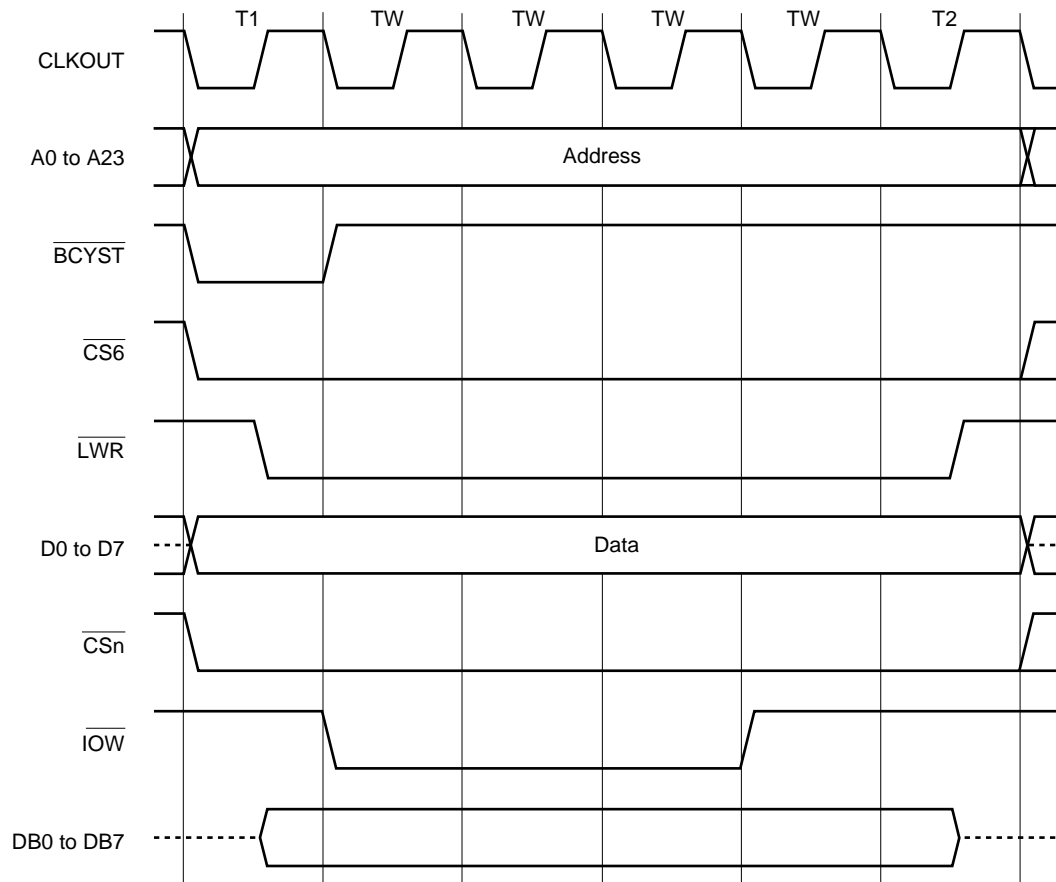 T1 TW TW TW TW T2
CLKOUT
A0 to A23 Address
BCYST
CS6
LWR
D0 to D7 Data
CSn
IOW
DB0 to DB7